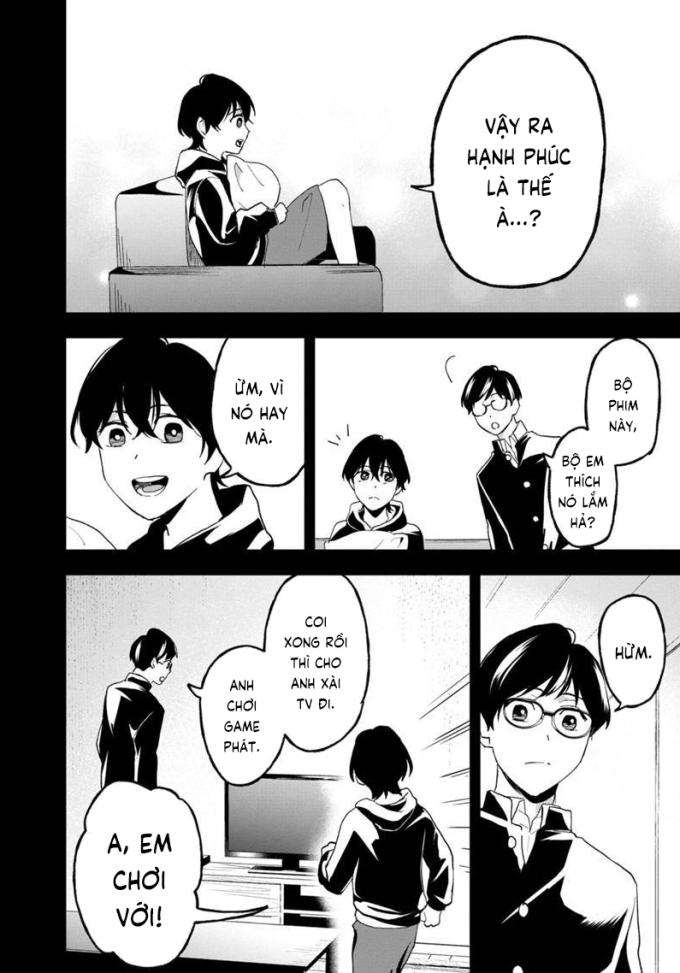 VẬY RA
HẠNH PHÚC
LÀ THẾ
À...?
BỘ
PHIM NÀY,
BỘ EM
THÍCH
NÓ LẮM
HẢ?
ỪM, VÌ
NÓ HAY
MÀ.
HỪM.
COI
XONG RỒI
THÌ CHO
ANH XÀI
TV ĐI.
ANH
CHƠI
GAME
PHÁT.
A, EM
CHƠI
VỚI!